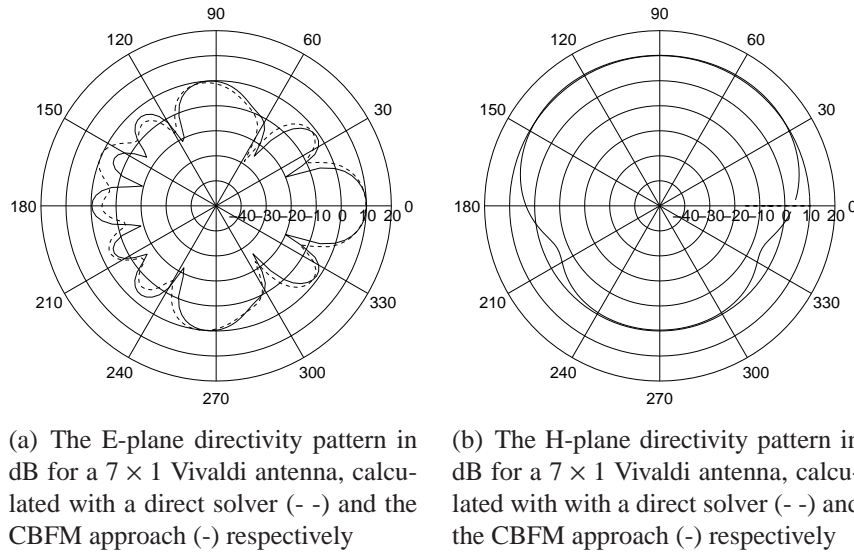 90
120 60
150 30
180 0
−40 −30 −20 −10 0 10 20
210 330
240 300
270
90
120 60
150 30
180 0
−40 −30 −20 −10 0 10 20
210 330
240 300
270
(a) The E-plane directivity pattern in
dB for a 7 × 1 Vivaldi antenna, calcu-
lated with a direct solver (- -) and the
CBFM approach (-) respectively
(b) The H-plane directivity pattern in
dB for a 7 × 1 Vivaldi antenna, calcu-
lated with with a direct solver (- -) and
the CBFM approach (-) respectively